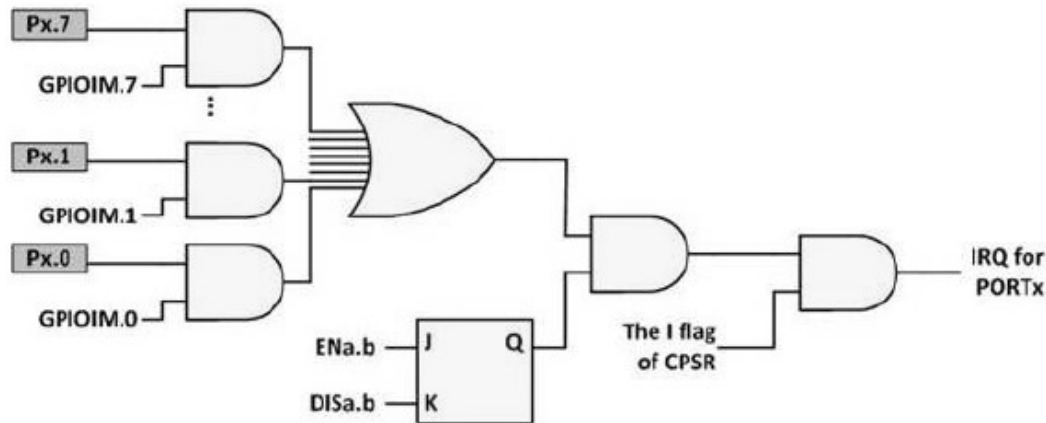 Px.7
GPIOIM.7
...
Px.1
GPIOIM.1
Px.0
GPIOIM.0
ENa.b
J
Q
DISa.b
K
The I flag
of CPSR
IRQ for
PORTx